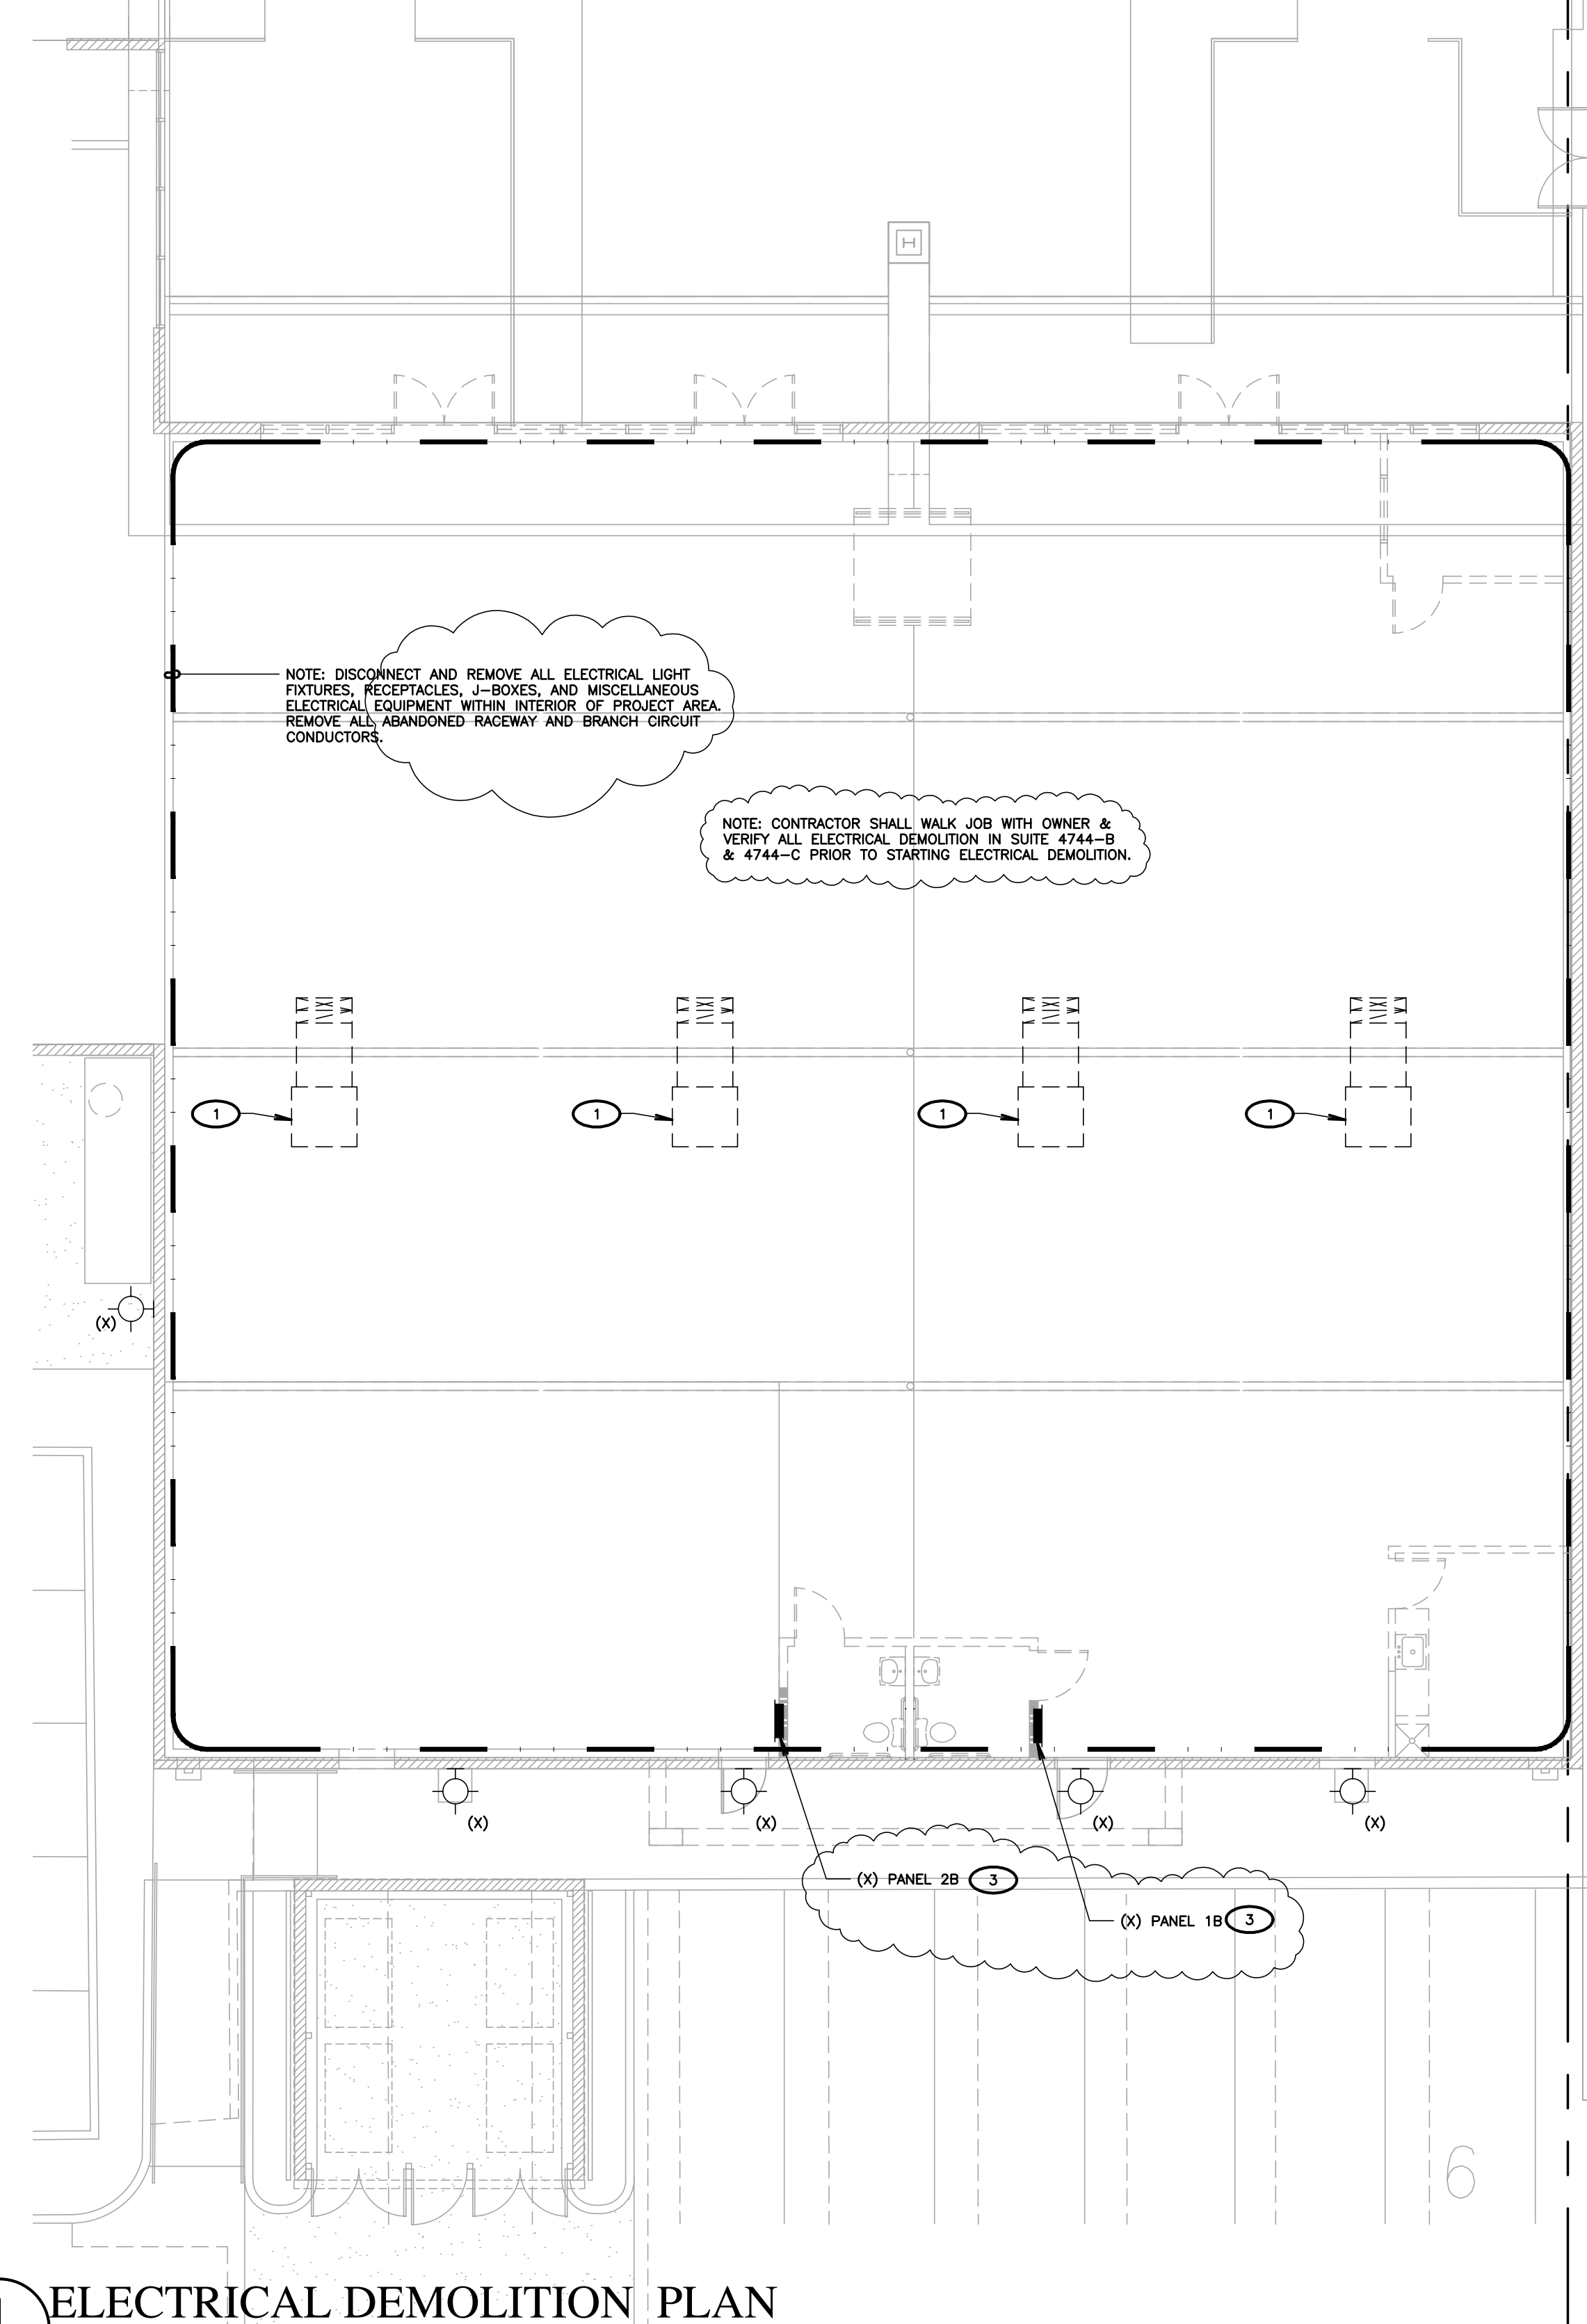 H
NOTE: DISCONNECT AND REMOVE ALL ELECTRICAL LIGHT
FIXTURES, RECEPTACLES, J-BOXES, AND MISCELLANEOUS
ELECTRICAL EQUIPMENT WITHIN INTERIOR OF PROJECT AREA.
REMOVE ALL ABANDONED RACEWAY AND BRANCH CIRCUIT
CONDUCTORS.
NOTE: CONTRACTOR SHALL WALK JOB WITH OWNER &
VERIFY ALL ELECTRICAL DEMOLITION IN SUITE 4744-B
& 4744-C PRIOR TO STARTING ELECTRICAL DEMOLITION.
1 1 1 1
(X)
(X) (X) (X) (X)
(X) PANEL 2B 3
(X) PANEL 1B 3
6
ELECTRICAL DEMOLITION PLAN